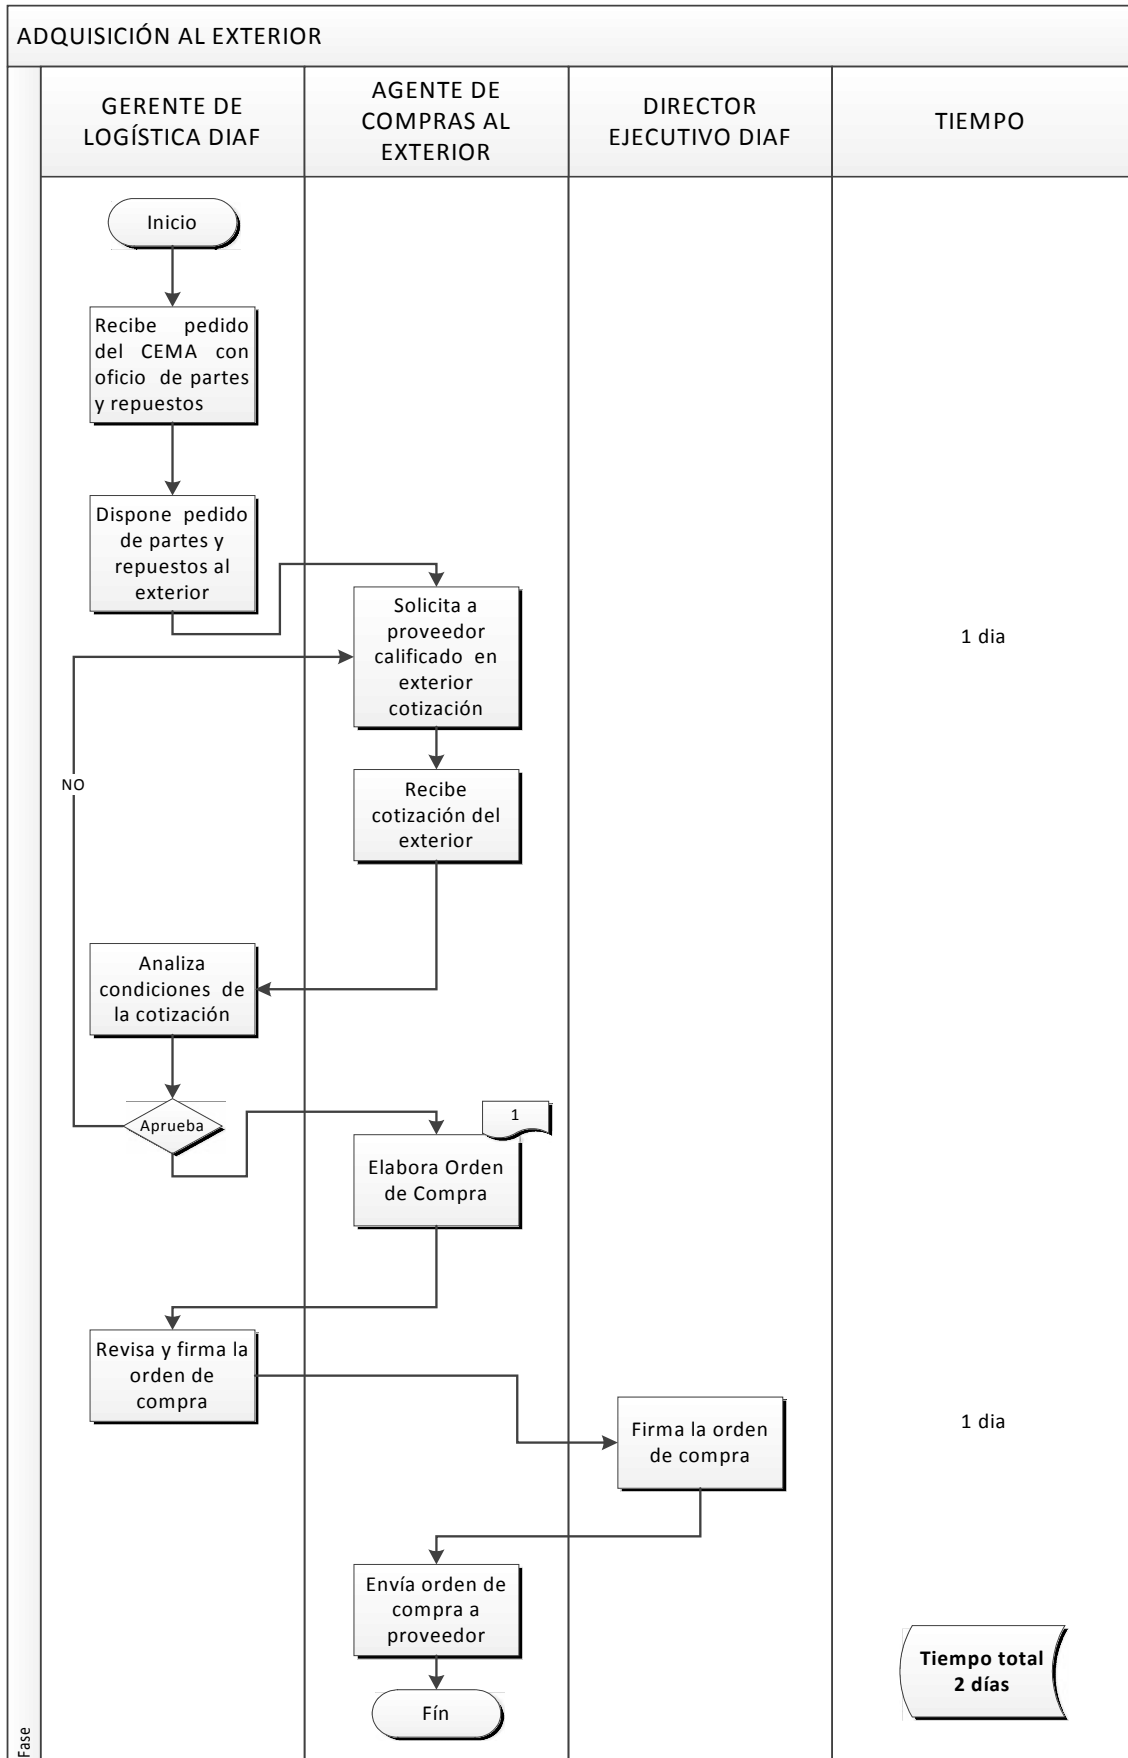 ADQUISICIÓN AL EXTERIOR
GERENTE DE
LOGÍSTICA DIAF
AGENTE DE
COMPRAS AL
EXTERIOR
DIRECTOR
EJECUTIVO DIAF
TIEMPO
Inicio
Recibe pedido
del CEMA con
oficio de partes
y repuestos
Dispone pedido
de partes y
repuestos al
exterior
Solicita a
proveedor
calificado en
exterior
cotización
1 dia
NO
Recibe
cotización del
exterior
Analiza
condiciones de
la cotización
Aprueba
1
Elabora Orden
de Compra
Revisa y firma la
orden de
compra
Firma la orden
de compra
1 dia
Envía orden de
compra a
proveedor
Tiempo total
2 días
Fín
Fase